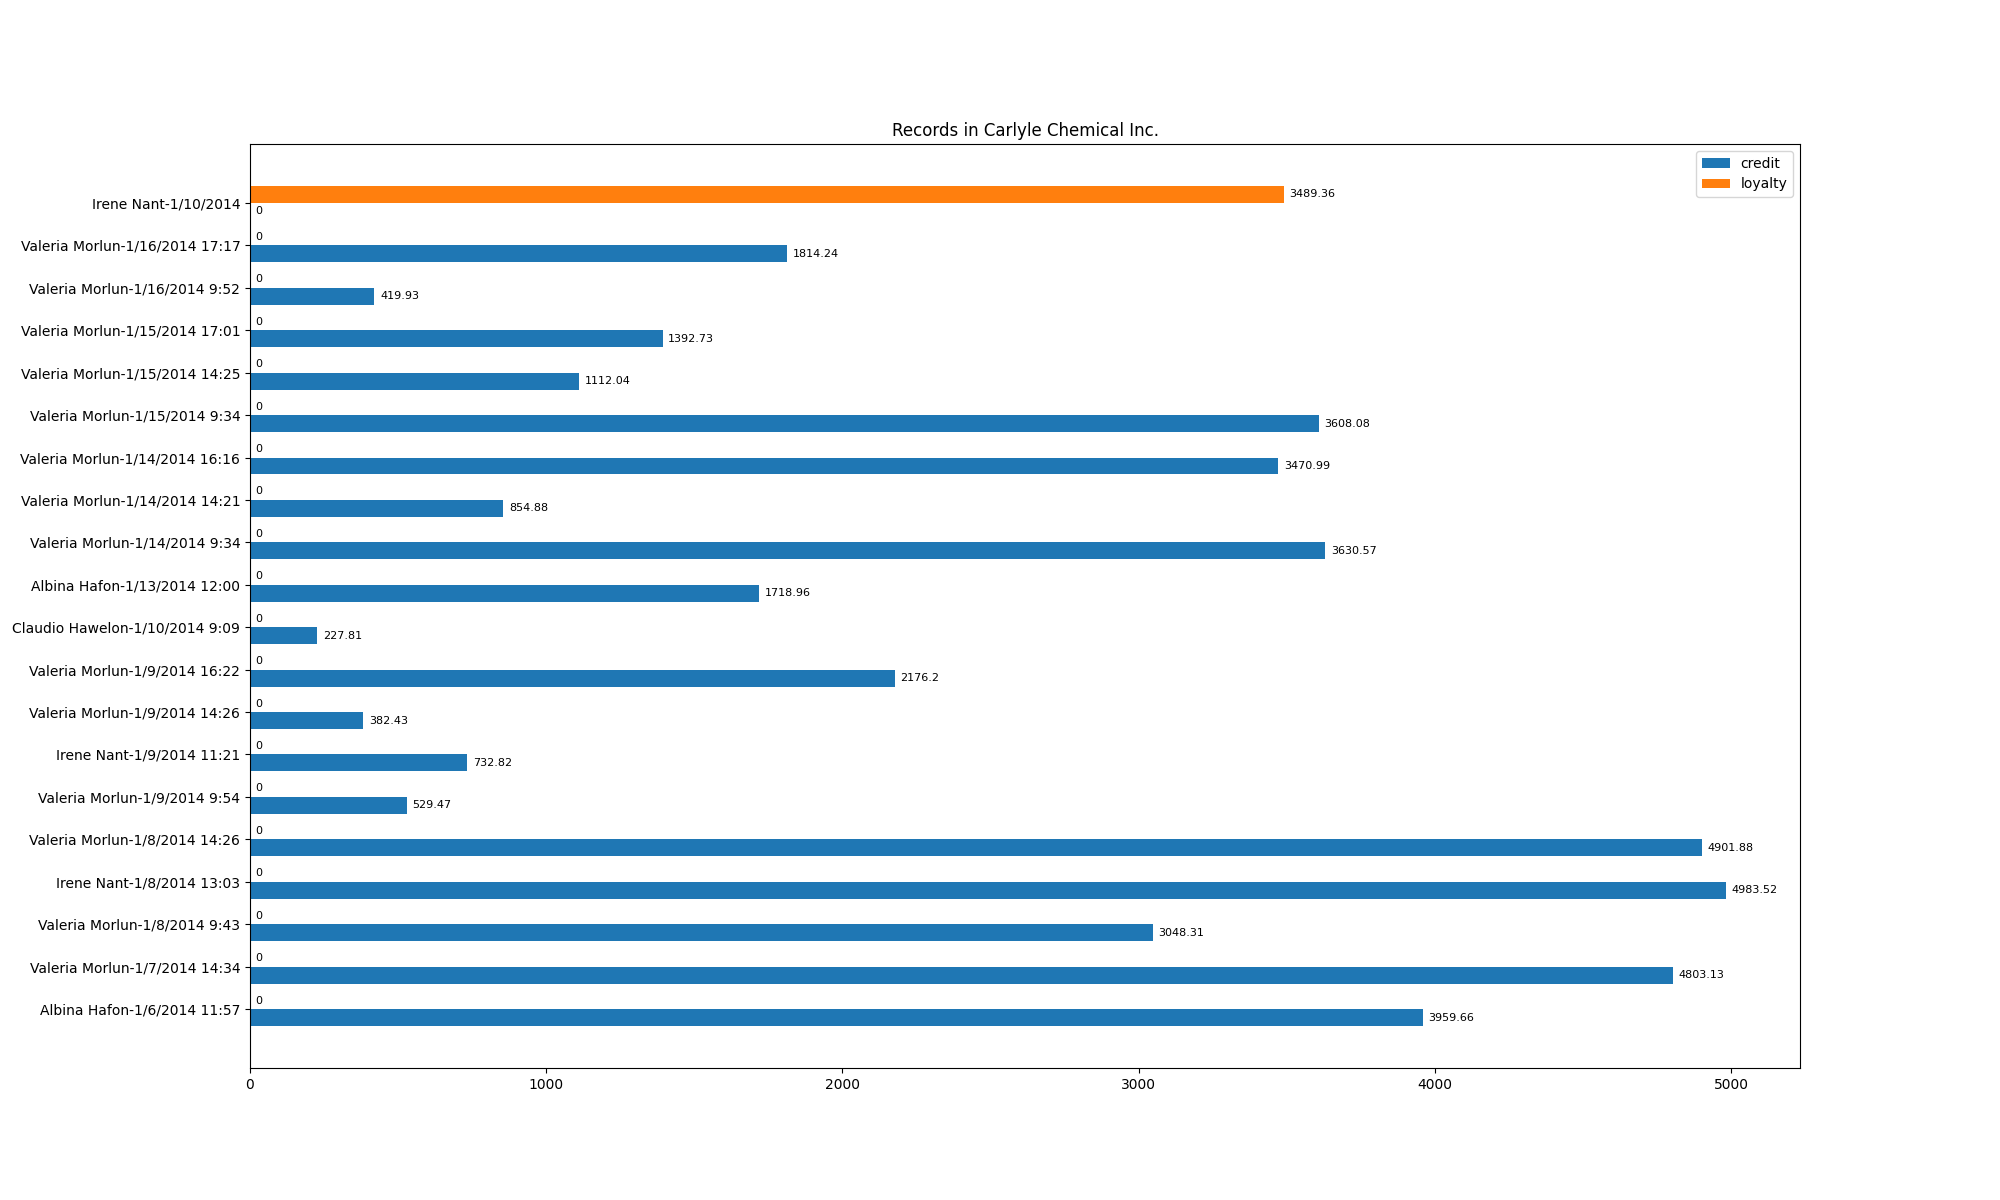 Records in Carlyle Chemical Inc.
credit
loyalty
Irene Nant-1/10/2014
3489.36
0
Valeria Morlun-1/16/2014 17:17
0
1814.24
Valeria Morlun-1/16/2014 9:52
0
419.93
Valeria Morlun-1/15/2014 17:01
0
1392.73
Valeria Morlun-1/15/2014 14:25
0
1112.04
Valeria Morlun-1/15/2014 9:34
0
3608.08
Valeria Morlun-1/14/2014 16:16
0
3470.99
Valeria Morlun-1/14/2014 14:21
0
854.88
Valeria Morlun-1/14/2014 9:34
0
3630.57
Albina Hafon-1/13/2014 12:00
0
1718.96
Claudio Hawelon-1/10/2014 9:09
0
227.81
Valeria Morlun-1/9/2014 16:22
0
2176.2
Valeria Morlun-1/9/2014 14:26
0
382.43
Irene Nant-1/9/2014 11:21
0
732.82
Valeria Morlun-1/9/2014 9:54
0
529.47
Valeria Morlun-1/8/2014 14:26
0
4901.88
Irene Nant-1/8/2014 13:03
0
4983.52
Valeria Morlun-1/8/2014 9:43
0
3048.31
Valeria Morlun-1/7/2014 14:34
0
4803.13
Albina Hafon-1/6/2014 11:57
0
3959.66
0 1000 2000 3000 4000 5000